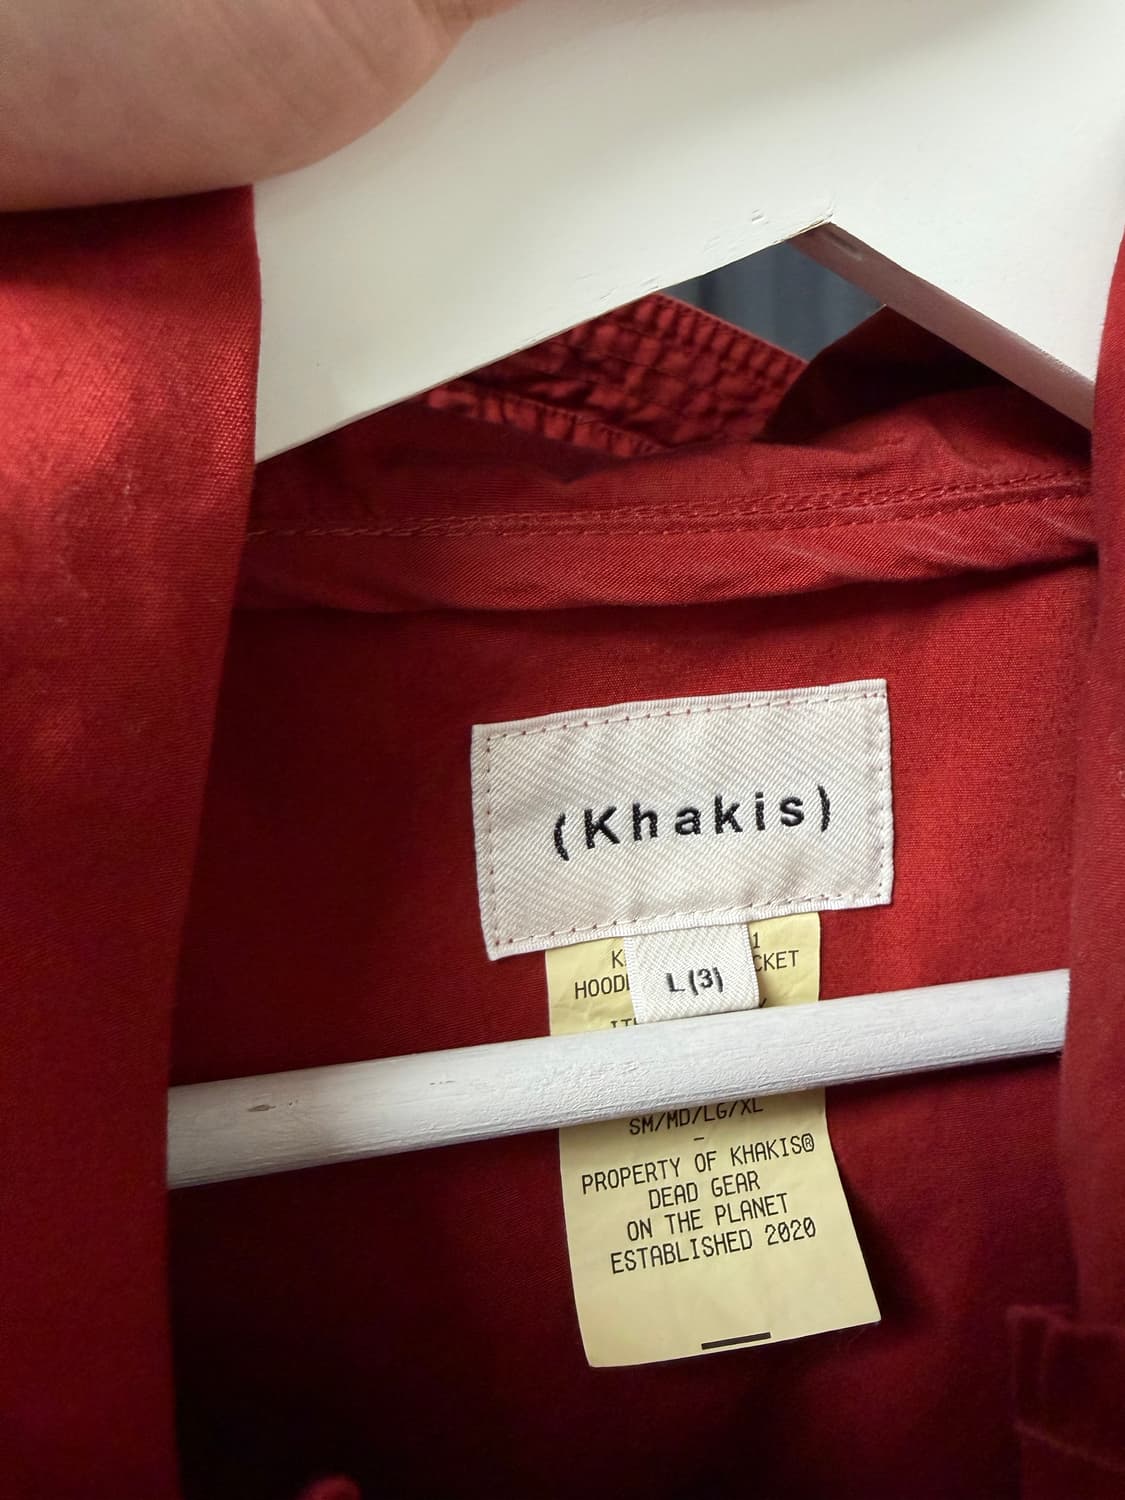 (Khakis)
L(3)
SM/MD/LG/XL
–
PROPERTY OF KHAKIS®
DEAD GEAR
ON THE PLANET
ESTABLISHED 2020